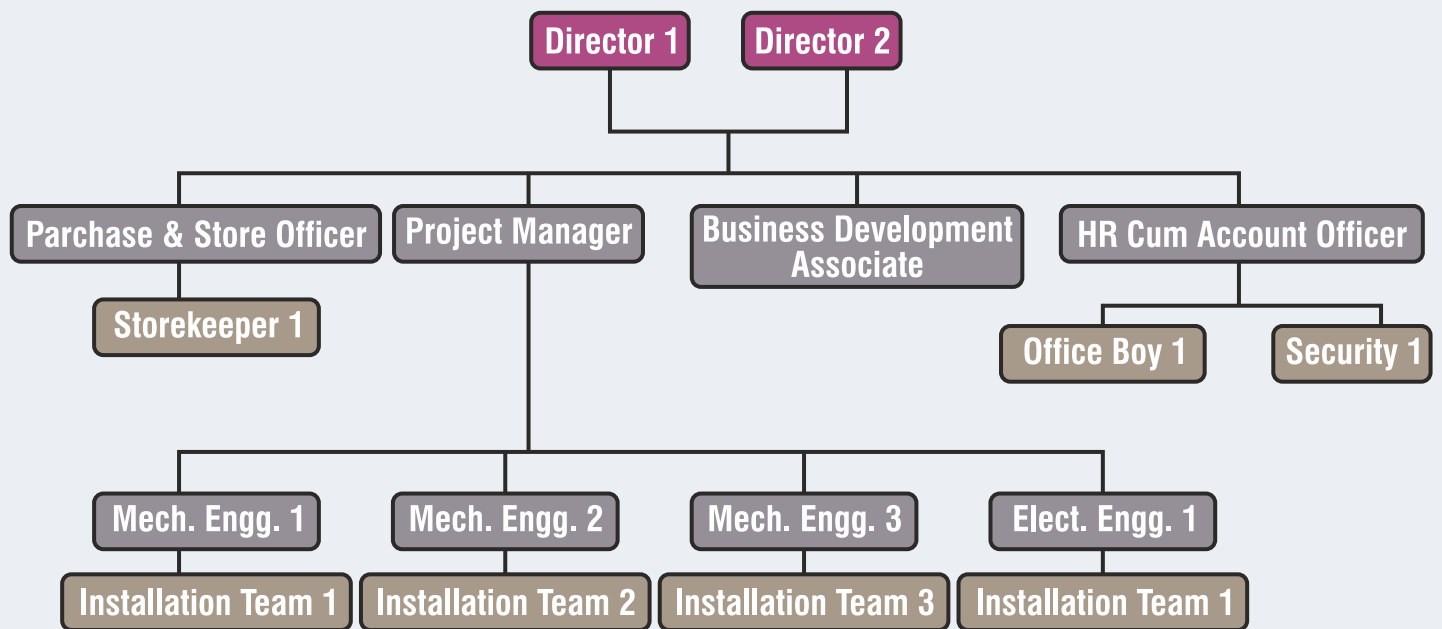 Director 1
Director 2
Parchase & Store Officer
Project Manager
Business Development
Associate
HR Cum Account Officer
Storekeeper 1
Office Boy 1
Security 1
Mech. Engg. 1
Mech. Engg. 2
Mech. Engg. 3
Elect. Engg. 1
Installation Team 1
Installation Team 2
Installation Team 3
Installation Team 1